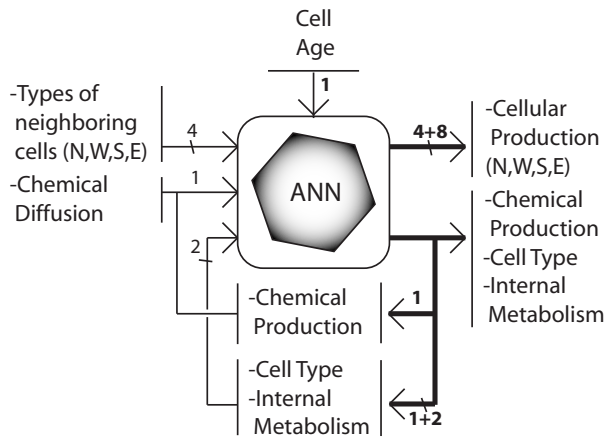 Cell
Age
1
-Types of
neighboring
cells (N,W,S,E)
4
-Chemical
Diffusion
1
2
ANN
4+8
-Cellular
Production
(N,W,S,E)
-Chemical
Production
-Cell Type
-Internal
Metabolism
-Chemical
Production
1
-Cell Type
-Internal
Metabolism
1+2